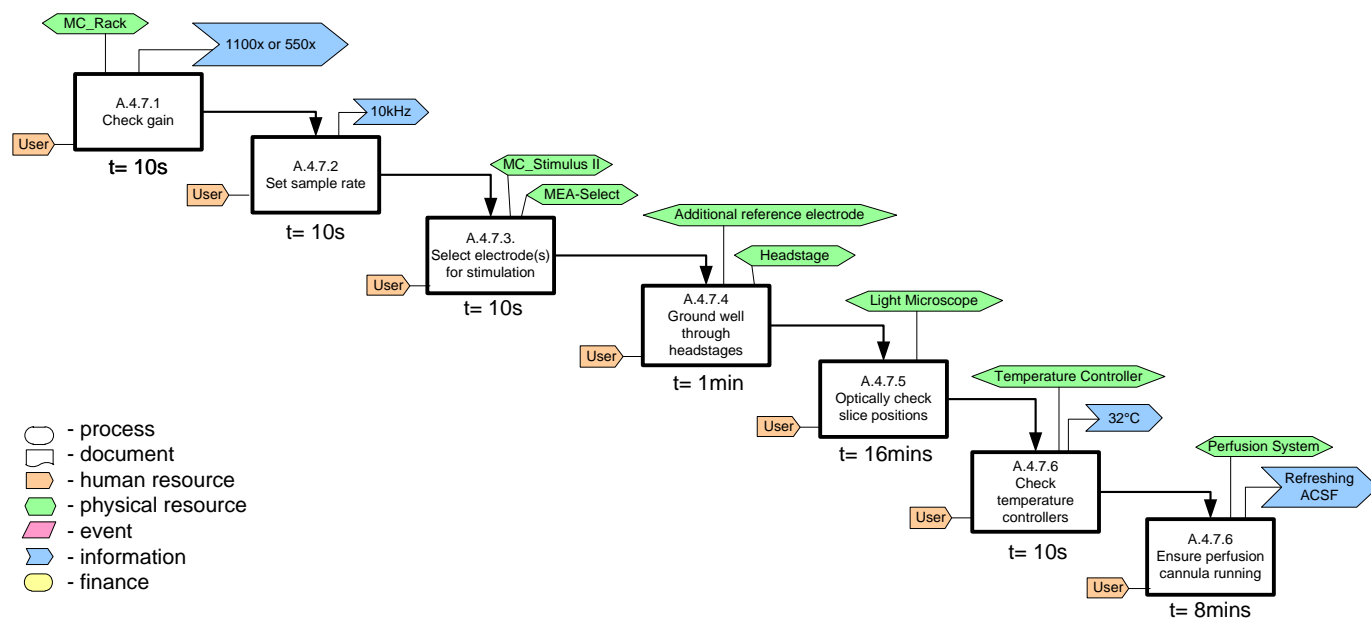 MC_Rack
1100x or 550x
A.4.7.1
Check gain
User
t= 10s
10kHz
A.4.7.2
Set sample rate
User
t= 10s
MC_Stimulus II
MEA-Select
A.4.7.3.
Select electrode(s)
for stimulation
User
t= 10s
Additional reference electrode
Headstage
A.4.7.4
Ground well
through
headstages
User
t= 1min
Light Microscope
A.4.7.5
Optically check
slice positions
User
t= 16mins
Temperature Controller
32°C
A.4.7.6
Check
temperature
controllers
User
t= 10s
Perfusion System
Refreshing
ACSF
A.4.7.6
Ensure perfusion
cannula running
User
t= 8mins
- process
- document
- human resource
- physical resource
- event
- information
- finance